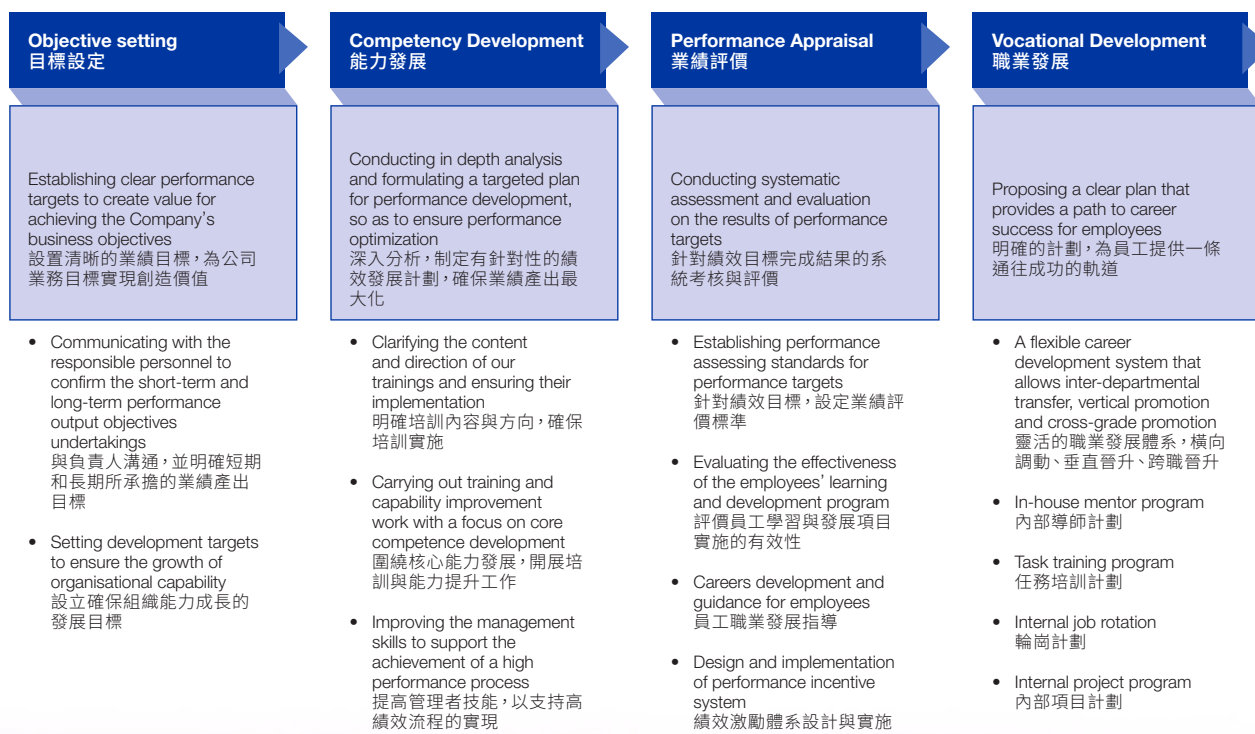 Objective setting
目標設定
Establishing clear performance
targets to create value for
achieving the Company's
business objectives
設置清晰的業績目標，為公司
業務目標實現創造價值
• Communicating with the
responsible personnel to
confirm the short-term and
long-term performance
output objectives
undertakings
與負責人溝通，並明確短期
和長期所承擔的業績產出
目標
• Setting development targets
to ensure the growth of
organisational capability
設立確保組織能力成長的
發展目標
Competency Development
能力發展
Conducting in depth analysis
and formulating a targeted plan
for performance development,
so as to ensure performance
optimization
深入分析，制定有針對性的績
效發展計劃，確保業績產出最
大化
• Clarifying the content
and direction of our
trainings and ensuring their
implementation
明確培訓內容與方向，確保
培訓實施
• Carrying out training and
capability improvement
work with a focus on core
competence development
圍繞核心能力發展，開展培
訓與能力提升工作
• Improving the management
skills to support the
achievement of a high
performance process
提高管理者技能，以支持高
績效流程的實現
Performance Appraisal
業績評價
Conducting systematic
assessment and evaluation
on the results of performance
targets
針對績效目標完成結果的系
統考核與評價
• Establishing performance
assessing standards for
performance targets
針對績效目標，設定業績評
價標準
• Evaluating the effectiveness
of the employees' learning
and development program
評價員工學習與發展項目
實施的有效性
• Careers development and
guidance for employees
員工職業發展指導
• Design and implementation
of performance incentive
system
績效激勵體系設計與實施
Vocational Development
職業發展
Proposing a clear plan that
provides a path to career
success for employees
明確的計劃，為員工提供一條
通往成功的軌道
• A flexible career
development system that
allows inter-departmental
transfer, vertical promotion
and cross-grade promotion
靈活的職業發展體系，橫向
調動、垂直晉升、跨職晉升
• In-house mentor program
內部導師計劃
• Task training program
任務培訓計劃
• Internal job rotation
輪崗計劃
• Internal project program
內部項目計劃